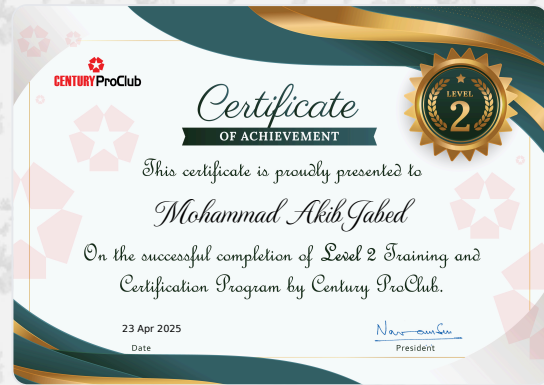 CENTURY ProClub
Certificate
OF ACHIEVEMENT
LEVEL
2
This certificate is proudly presented to
Mohammad Akib Jabed
On the successful completion of Level 2 Training and
Certification Program by Century ProClub.
23 Apr 2025
Date
President